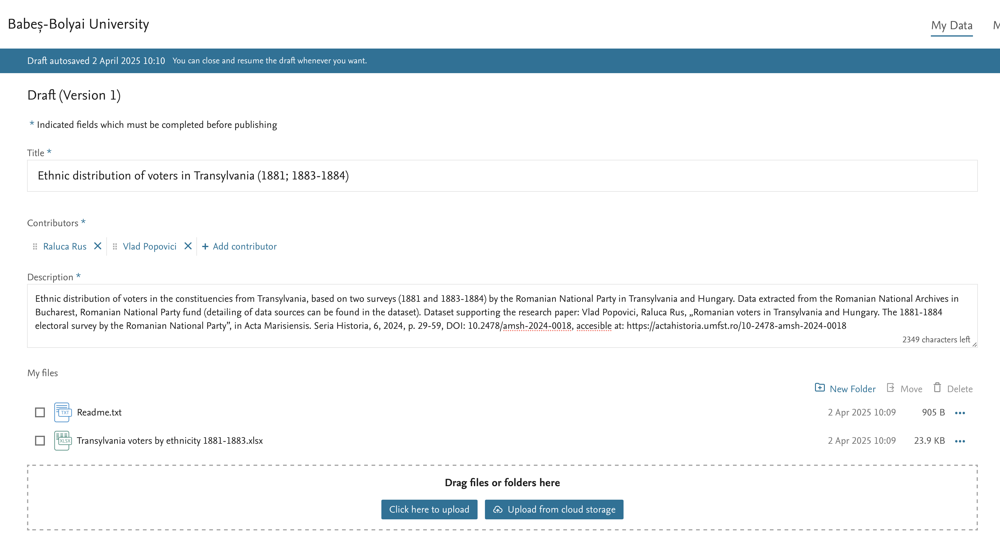 Babeș-Bolyai University
My Data
M
Draft autosaved 2 April 2025 10:10 You can close and resume the draft whenever you want.
Draft (Version 1)
* Indicated fields which must be completed before publishing
Title *
Ethnic distribution of voters in Transylvania (1881; 1883-1884)
Contributors *
Raluca Rus Vlad Popovici + Add contributor
Description *
Ethnic distribution of voters in the constituencies from Transylvania, based on two surveys (1881 and 1883-1884) by the Romanian National Party in Transylvania and Hungary. Data extracted from the Romanian National Archives in
Bucharest, Romanian National Party fund (detailing of data sources can be found in the dataset). Dataset supporting the research paper: Vlad Popovici, Raluca Rus, „Romanian voters in Transylvania and Hungary. The 1881-1884
electoral survey by the Romanian National Party”, in Acta Marisiensis. Seria Historia, 6, 2024, p. 29-59, DOI: 10.2478/amsh-2024-0018, accesible at: https://actahistoria.umfst.ro/10-2478-amsh-2024-0018
2349 characters left
My files
New Folder Move Delete
TXT Readme.txt 2 Apr 2025 10:09 905 B
XLSX Transylvania voters by ethnicity 1881-1883.xlsx 2 Apr 2025 10:09 23.9 KB
Drag files or folders here
Click here to upload Upload from cloud storage